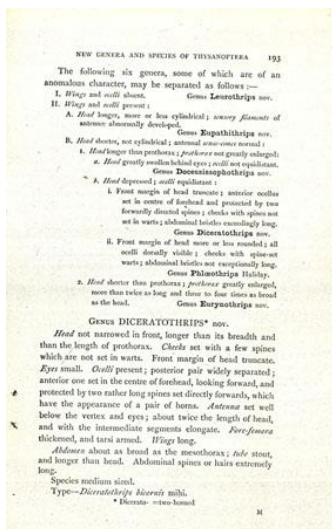 NEW GENERA AND SPECIES OF THYSANOPTERA 193
The following six genera, some of which are of an
anomalous character, may be separated as follows :—
I. Wings and ocelli absent. Genus Leurothrips nov.
II. Wings and ocelli present :
A. Head longer, more or less cylindrical ; sensory filaments of
antennæ abnormally developed.
Genus Eupathithrips nov.
B. Head shorter, not cylindrical ; antennal sense-cones normal :
1. Head longer than prothorax ; prothorax not greatly enlarged:
a. Head greatly swollen behind eyes ; ocelli not equidistant.
Genus Docessissophothrips nov.
b. Head depressed ; ocelli equidistant :
i. Front margin of head truncate ; anterior ocellus
set in centre of forehead and protected by two
forwardly directed spines ; cheeks with spines not
set in warts ; abdominal bristles exceedingly long.
Genus Diceratothrips nov.
ii. Front margin of head more or less rounded ; all
ocelli dorsally visible ; cheeks with spine-set
warts ; abdominal bristles not exceptionally long.
Genus Phlœothrips Haliday.
2. Head shorter than prothorax ; prothorax greatly enlarged,
more than twice as long and three to four times as broad
as the head. Genus Eurynothrips nov.
GENUS DICERATOTHRIPS* nov.
Head not narrowed in front, longer than its breadth and
than the length of prothorax. Cheeks set with a few spines
which are not set in warts. Front margin of head truncate.
Eyes small. Ocelli present ; posterior pair widely separated ;
anterior one set in the centre of forehead, looking forward, and
protected by two rather long spines set directly forwards, which
have the appearance of a pair of horns. Antennæ set well
below the vertex and eyes ; about twice the length of head,
and with the intermediate segments elongate. Fore-femora
thickened, and tarsi armed. Wings long.
Abdomen about as broad as the mesothorax ; tube stout,
and longer than head. Abdominal spines or hairs extremely
long.
Species medium sized.
Type—Diceratothrips bicornis mihi.
* Dicerato- =two-horned
M